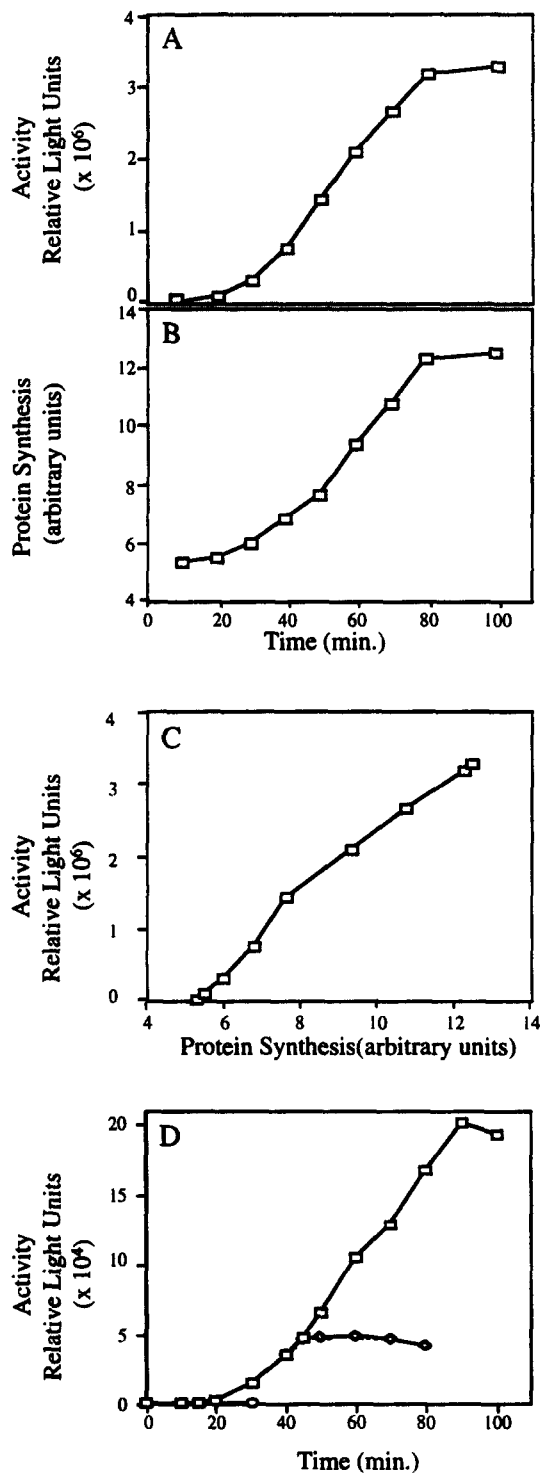 A
Activity
Relative Light Units
(x 10⁶)
4
3
2
1
0
B
Protein Synthesis
(arbitrary units)
14
12
10
8
6
4
0 20 40 60 80 100
Time (min.)
C
Activity
Relative Light Units
(x 10⁶)
4
3
2
1
0
4 6 8 10 12 14
Protein Synthesis(arbitrary units)
D
Activity
Relative Light Units
(x 10⁴)
20
15
10
5
0
0 20 40 60 80 100
Time (min.)